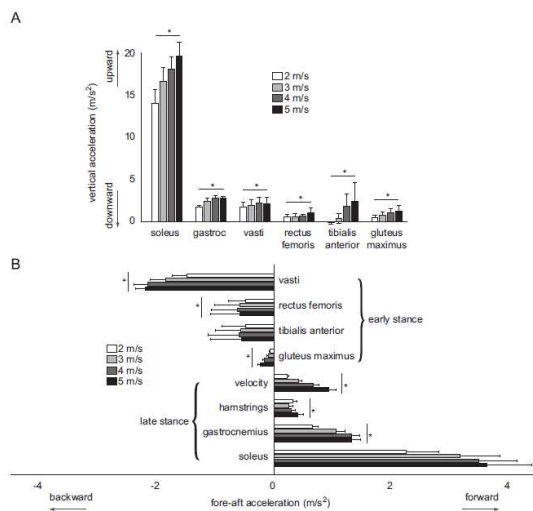 A
upward
downward
vertical acceleration (m/s²)
20
15
10
5
0
2 m/s
3 m/s
4 m/s
5 m/s
*
*
*
*
*
*
soleus
gastroc
vasti
rectus femoris
tibialis anterior
gluteus maximus
B
*
vasti
*
rectus femoris
tibialis anterior
early stance
*
gluteus maximus
2 m/s
3 m/s
4 m/s
5 m/s
velocity
*
hamstrings
*
late stance
gastrocnemius
*
soleus
-4
-2
0
2
4
backward
fore-aft acceleration (m/s²)
forward